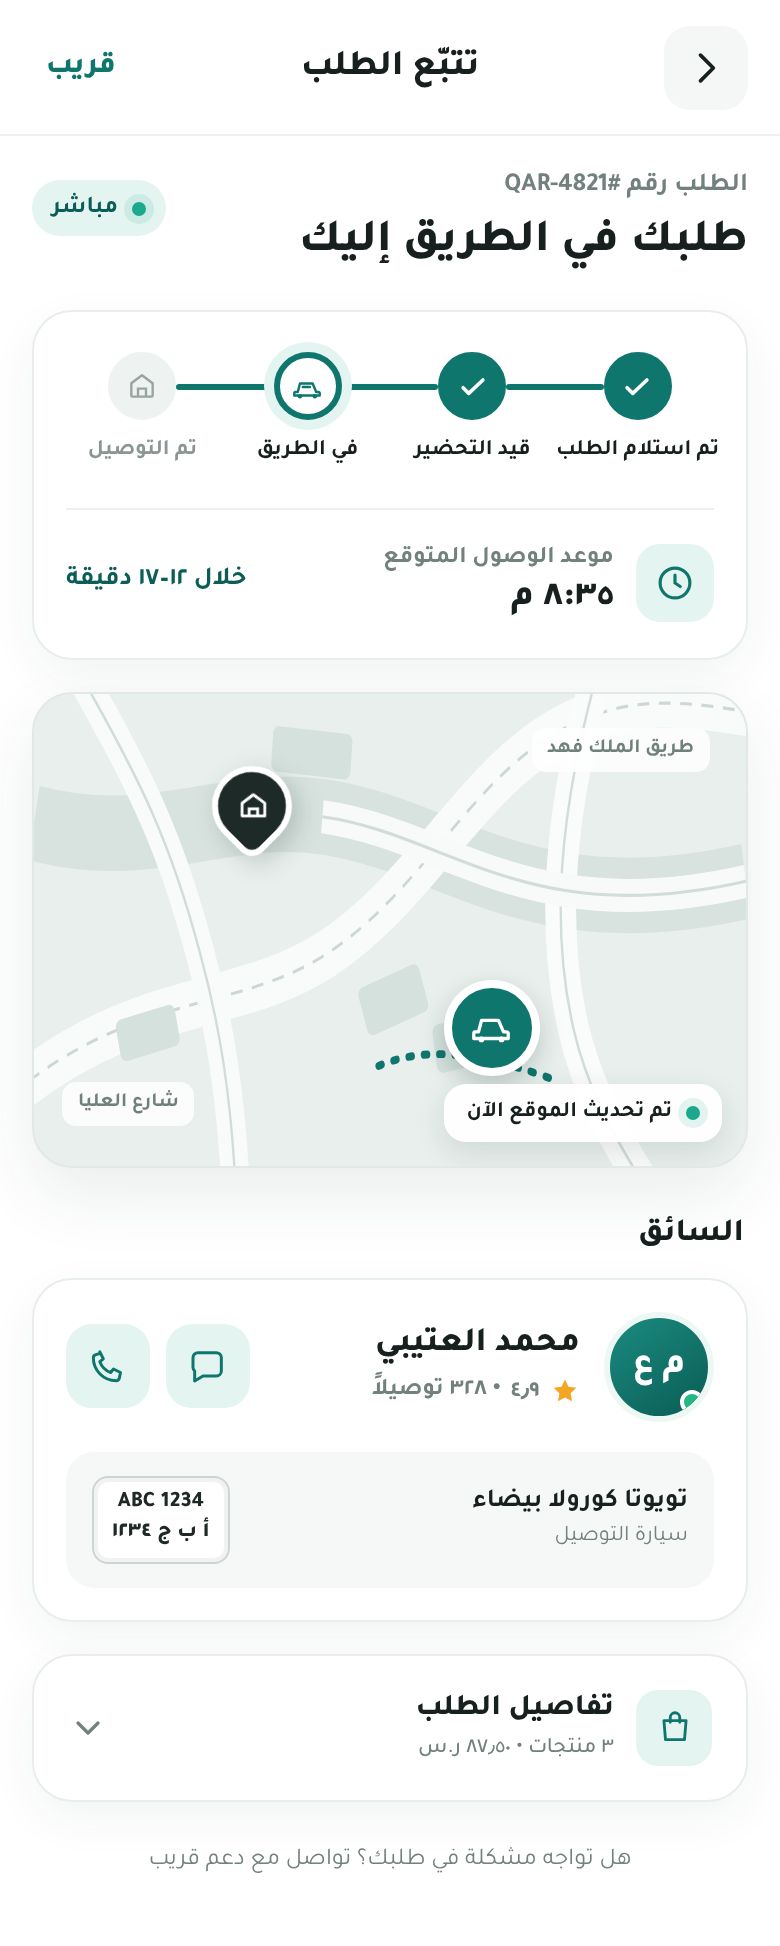 تتبّع الطلب
قريب
الطلب رقم #QAR-4821
طلبك في الطريق إليك
مباشر
تم استلام الطلب
قيد التحضير
في الطريق
تم التوصيل
موعد الوصول المتوقع
٨:٣٥ م
خلال ١٢-١٧ دقيقة
طريق الملك فهد
شارع العليا
تم تحديث الموقع الآن
السائق
م ع
محمد العتيبي
٤٫٩ • ٣٢٨ توصيلاً
تويوتا كورولا بيضاء
سيارة التوصيل
ABC 1234
أ ب ج ١٢٣٤
تفاصيل الطلب
٣ منتجات • ٨٧٫٥٠ ر.س
هل تواجه مشكلة في طلبك؟ تواصل مع دعم قريب